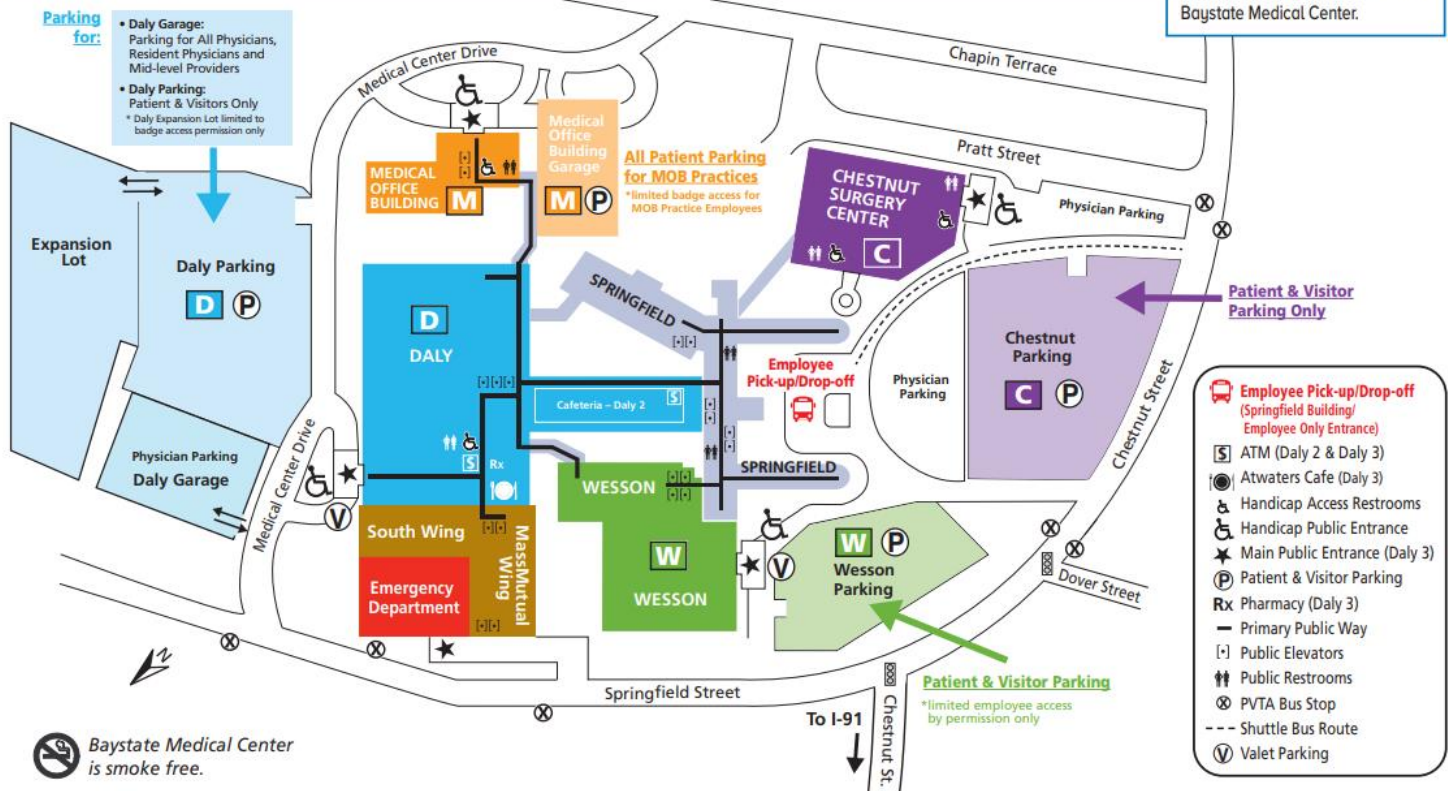 Parking
for:
• Daly Garage:
Parking for All Physicians,
Resident Physicians and
Mid-level Providers
• Daly Parking:
Patient & Visitors Only
* Daly Expansion Lot limited to
badge access permission only
Baystate Medical Center.
Chapin Terrace
Medical Center Drive
Medical
Office
Building
Garage
M P
All Patient Parking
for MOB Practices
*limited badge access for
MOB Practice Employees
MEDICAL
OFFICE
BUILDING
M
Pratt Street
CHESTNUT
SURGERY
CENTER
C
Physician Parking
Expansion
Lot
Daly Parking
D P
D
DALY
SPRINGFIELD
Patient & Visitor
Parking Only
Chestnut
Parking
C P
Employee
Pick-up/Drop-off
Physician
Parking
Cafeteria – Daly 2
S
Chestnut Street
Physician Parking
Daly Garage
Medical Center Drive
V
S
Rx
WESSON
SPRINGFIELD
South Wing
MassMutual
Wing
Emergency
Department
W
WESSON
V
W P
Wesson
Parking
Dover Street
Employee Pick-up/Drop-off
(Springfield Building/
Employee Only Entrance)
S ATM (Daly 2 & Daly 3)
Atwaters Cafe (Daly 3)
Handicap Access Restrooms
Handicap Public Entrance
Main Public Entrance (Daly 3)
P Patient & Visitor Parking
Rx Pharmacy (Daly 3)
Primary Public Way
Public Elevators
Public Restrooms
PVTA Bus Stop
Shuttle Bus Route
V Valet Parking
N
Springfield Street
Patient & Visitor Parking
*limited employee access
by permission only
To I-91
Chestnut St.
Baystate Medical Center
is smoke free.